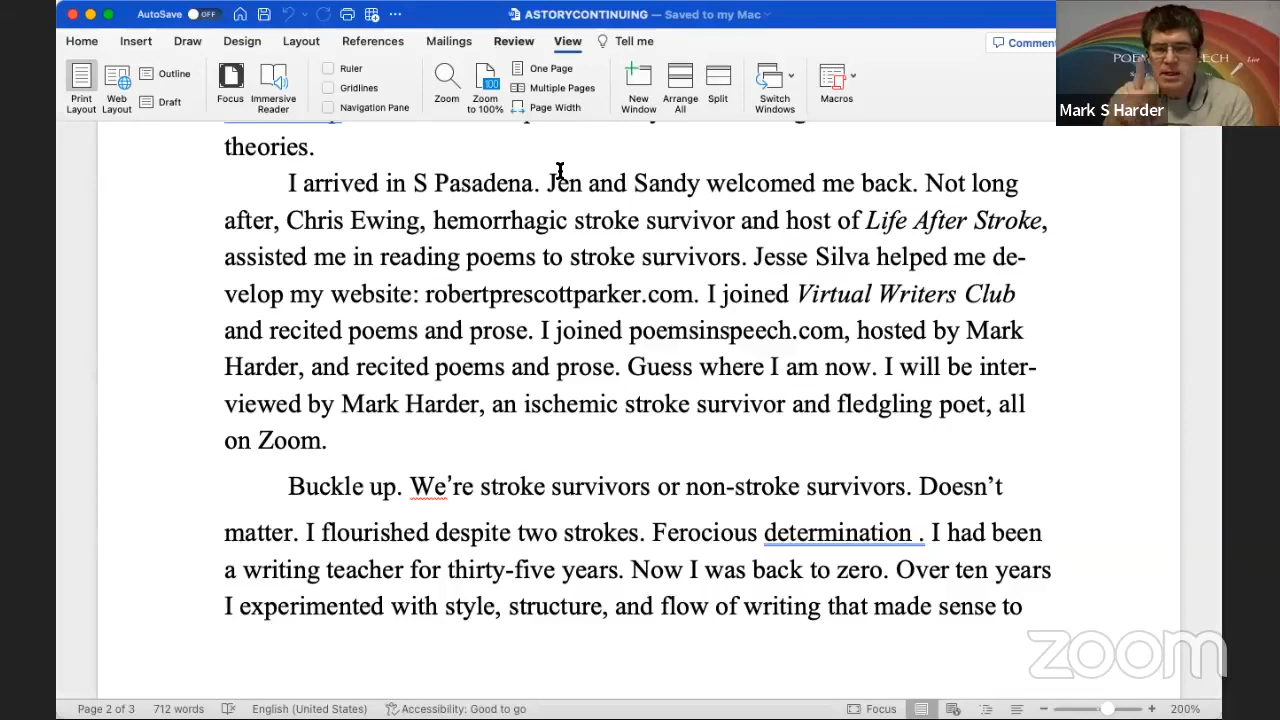 AutoSave OFF ASTORYCONTINUING — Saved to my Mac
Home Insert Draw Design Layout References Mailings Review View Tell me Commen
Print Layout
Web Layout
Outline
Draft
Focus
Immersive Reader
Ruler
Gridlines
Navigation Pane
Zoom
Zoom to 100%
100
One Page
Multiple Pages
Page Width
New Window
Arrange All
Split
Switch Windows
Macros
Mark S Harder
theories.
I arrived in S Pasadena. Jen and Sandy welcomed me back. Not long
after, Chris Ewing, hemorrhagic stroke survivor and host of Life After Stroke,
assisted me in reading poems to stroke survivors. Jesse Silva helped me de-
velop my website: robertprescottparker.com. I joined Virtual Writers Club
and recited poems and prose. I joined poemsinspeech.com, hosted by Mark
Harder, and recited poems and prose. Guess where I am now. I will be inter-
viewed by Mark Harder, an ischemic stroke survivor and fledgling poet, all
on Zoom.
Buckle up. We’re stroke survivors or non-stroke survivors. Doesn’t
matter. I flourished despite two strokes. Ferocious determination . I had been
a writing teacher for thirty-five years. Now I was back to zero. Over ten years
I experimented with style, structure, and flow of writing that made sense to
zoom
Page 2 of 3 712 words English (United States) Accessibility: Good to go Focus 200%